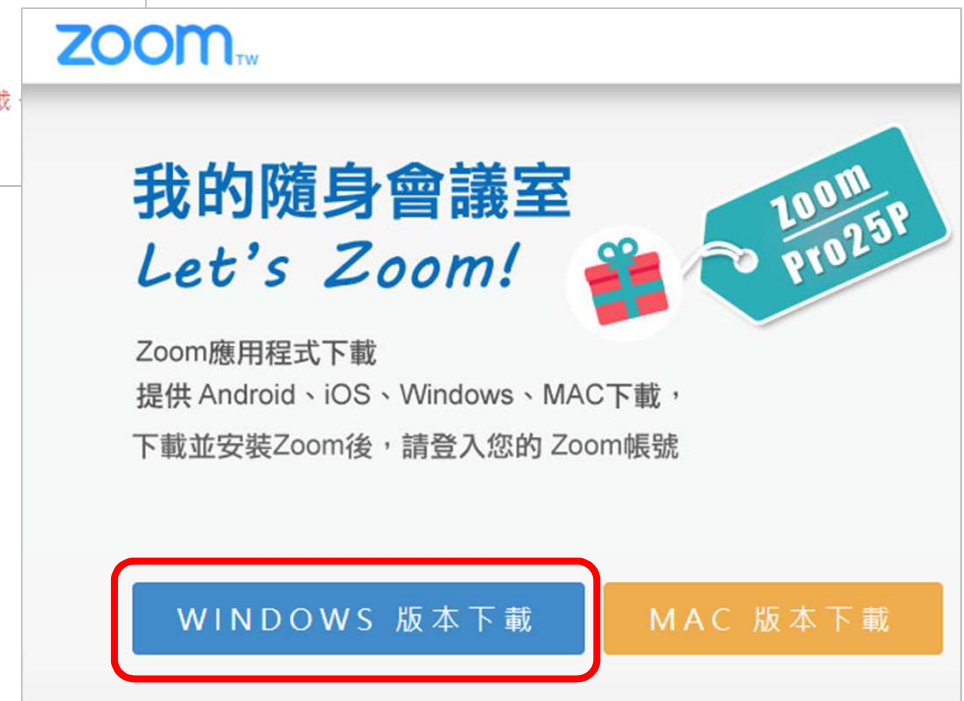 zoom TW
載
我的隨身會議室
Let's Zoom!
Zoom
Pro25P
Zoom應用程式下載
提供 Android、iOS、Windows、MAC下載，
下載並安裝Zoom後，請登入您的 Zoom帳號
WINDOWS 版本下載
MAC 版本下載